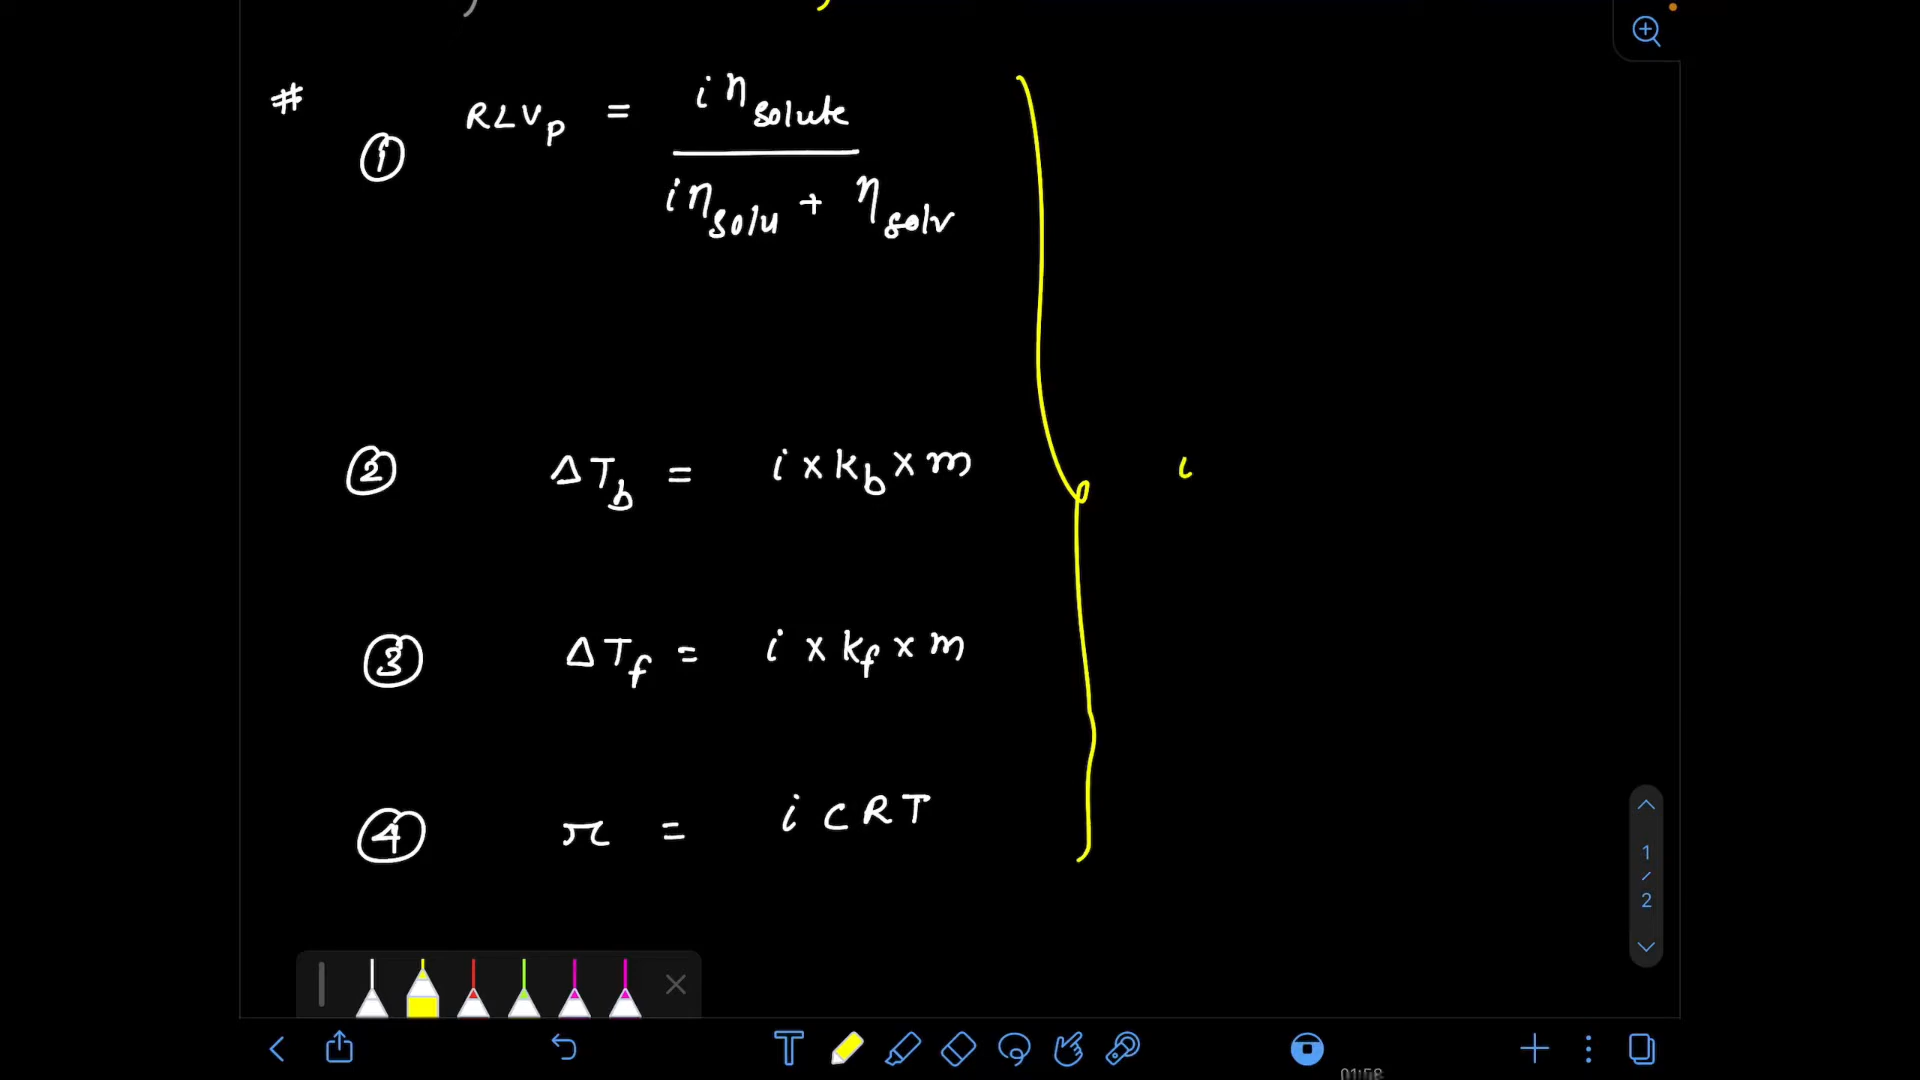 # ① RLVp = i n solute / i n solu + n solv
② ΔTb = i × kb × m
i
③ ΔTf = i × kf × m
④ π = i C R T
1
/
2
T
01:58